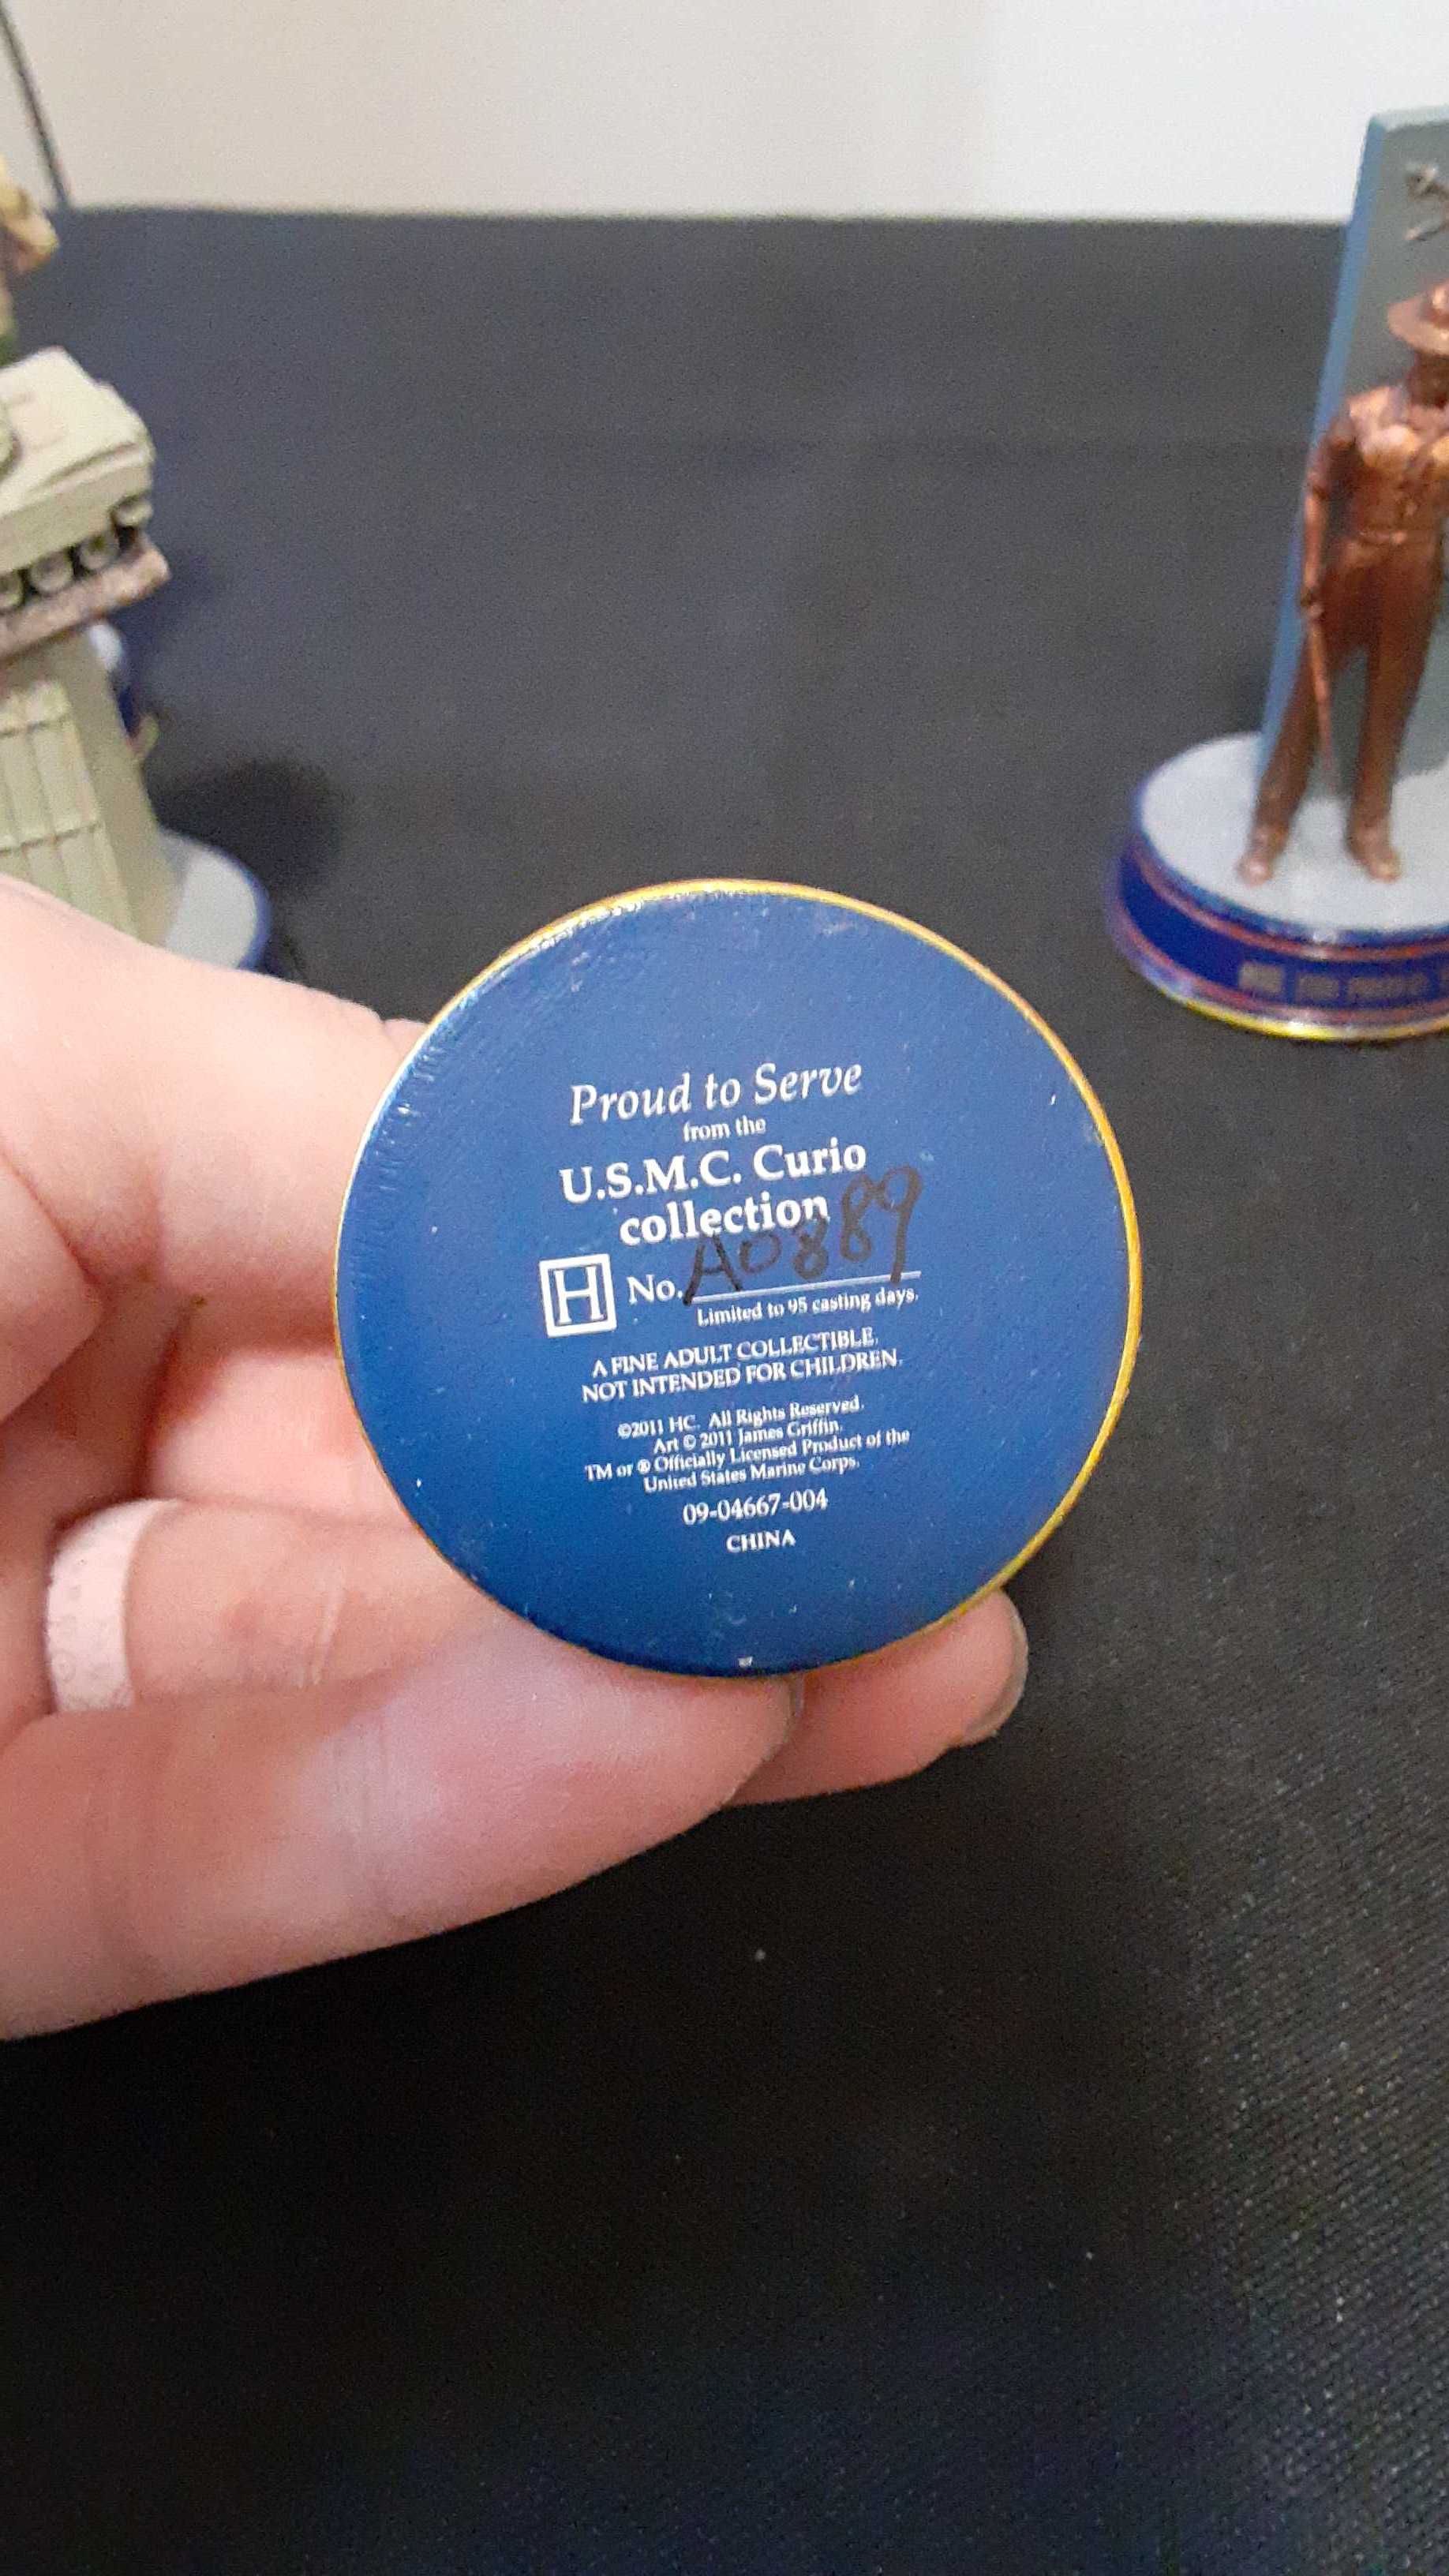 Proud to Serve
from the
U.S.M.C. Curio
collection
H No. A0889
Limited to 95 casting days.
A FINE ADULT COLLECTIBLE.
NOT INTENDED FOR CHILDREN.
©2011 HC. All Rights Reserved.
Art © 2011 James Griffin.
TM or ® Officially Licensed Product of the
United States Marine Corps.
09-04667-004
CHINA